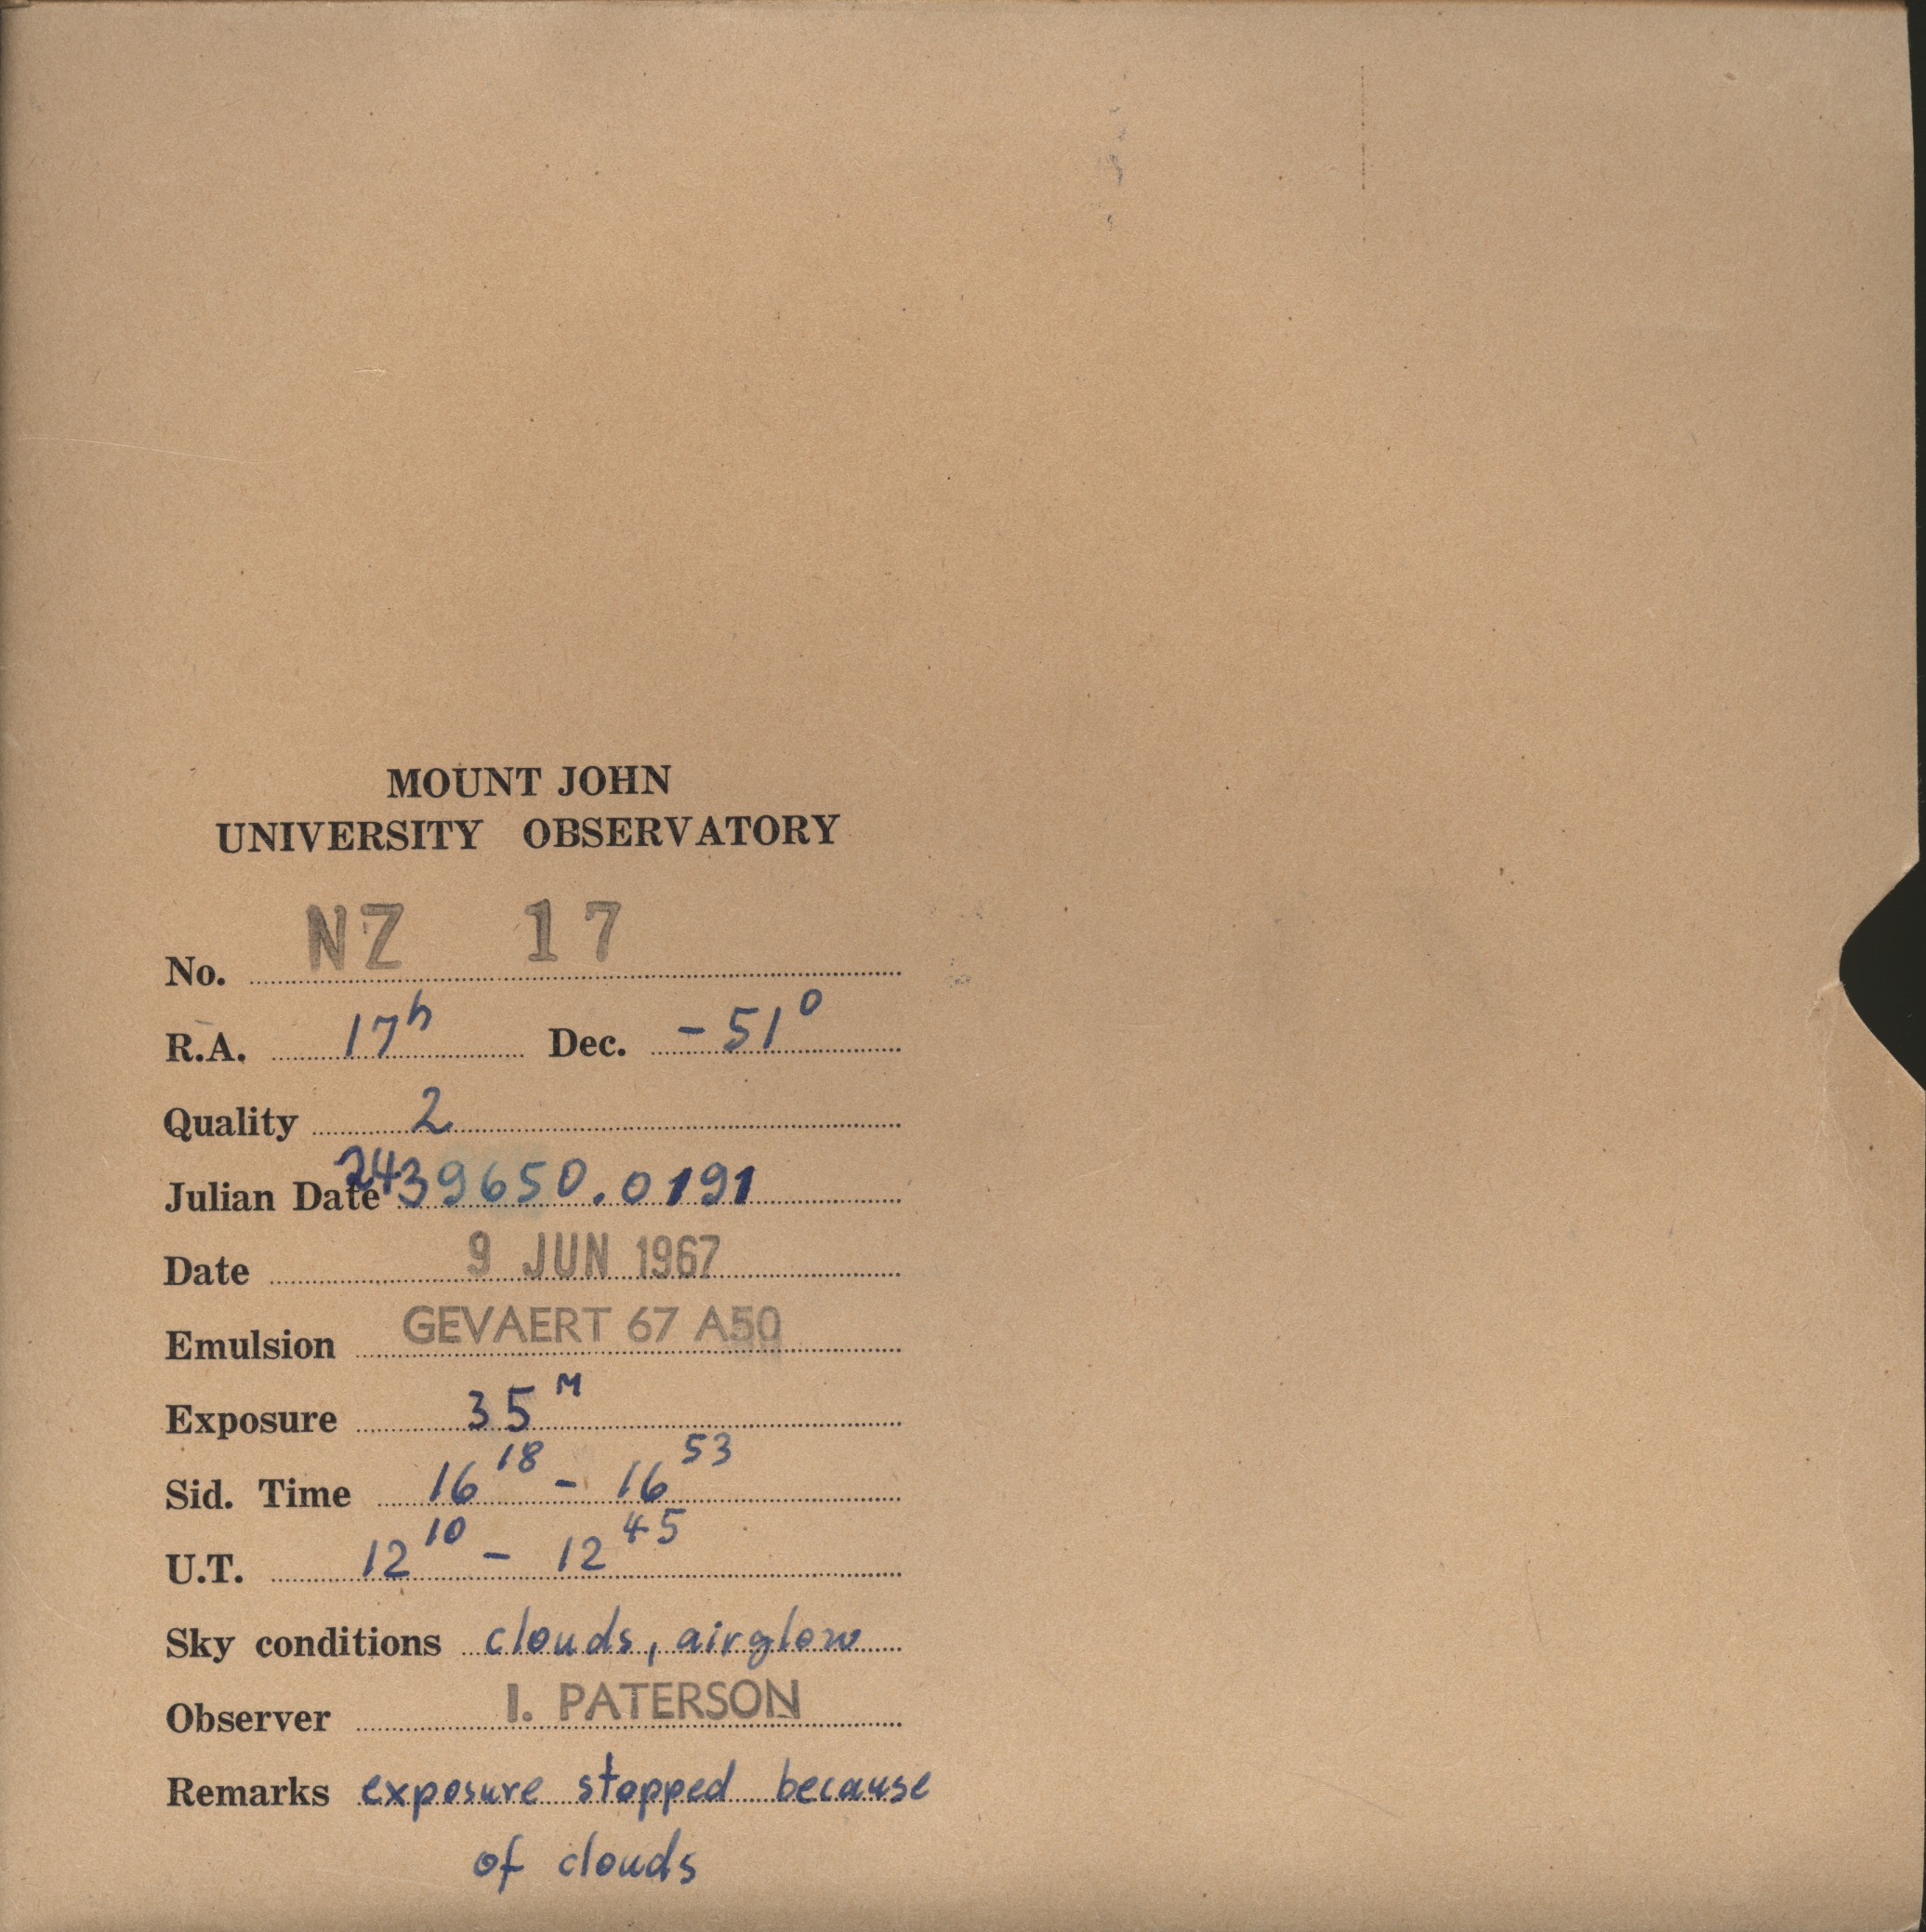 MOUNT JOHN
UNIVERSITY OBSERVATORY
No. NZ 17
R.A. 17h Dec. -51°
Quality 2
Julian Date 2439650.0191
Date 9 JUN 1967
Emulsion GEVAERT 67 A50
Exposure 35M
Sid. Time 16 18 - 16 53
U.T. 12 10 - 12 45
Sky conditions clouds, airglow
Observer I. PATERSON
Remarks exposure stopped because
of clouds